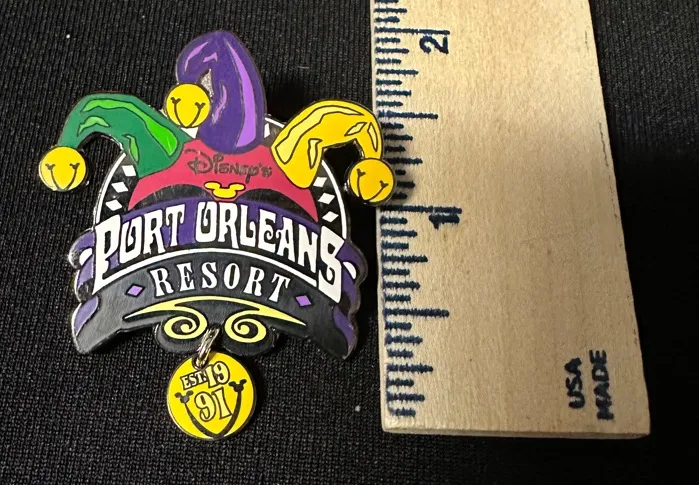 DISNEY'S
PORT ORLEANS
RESORT
EST. 19
91
2
1
USA
MADE